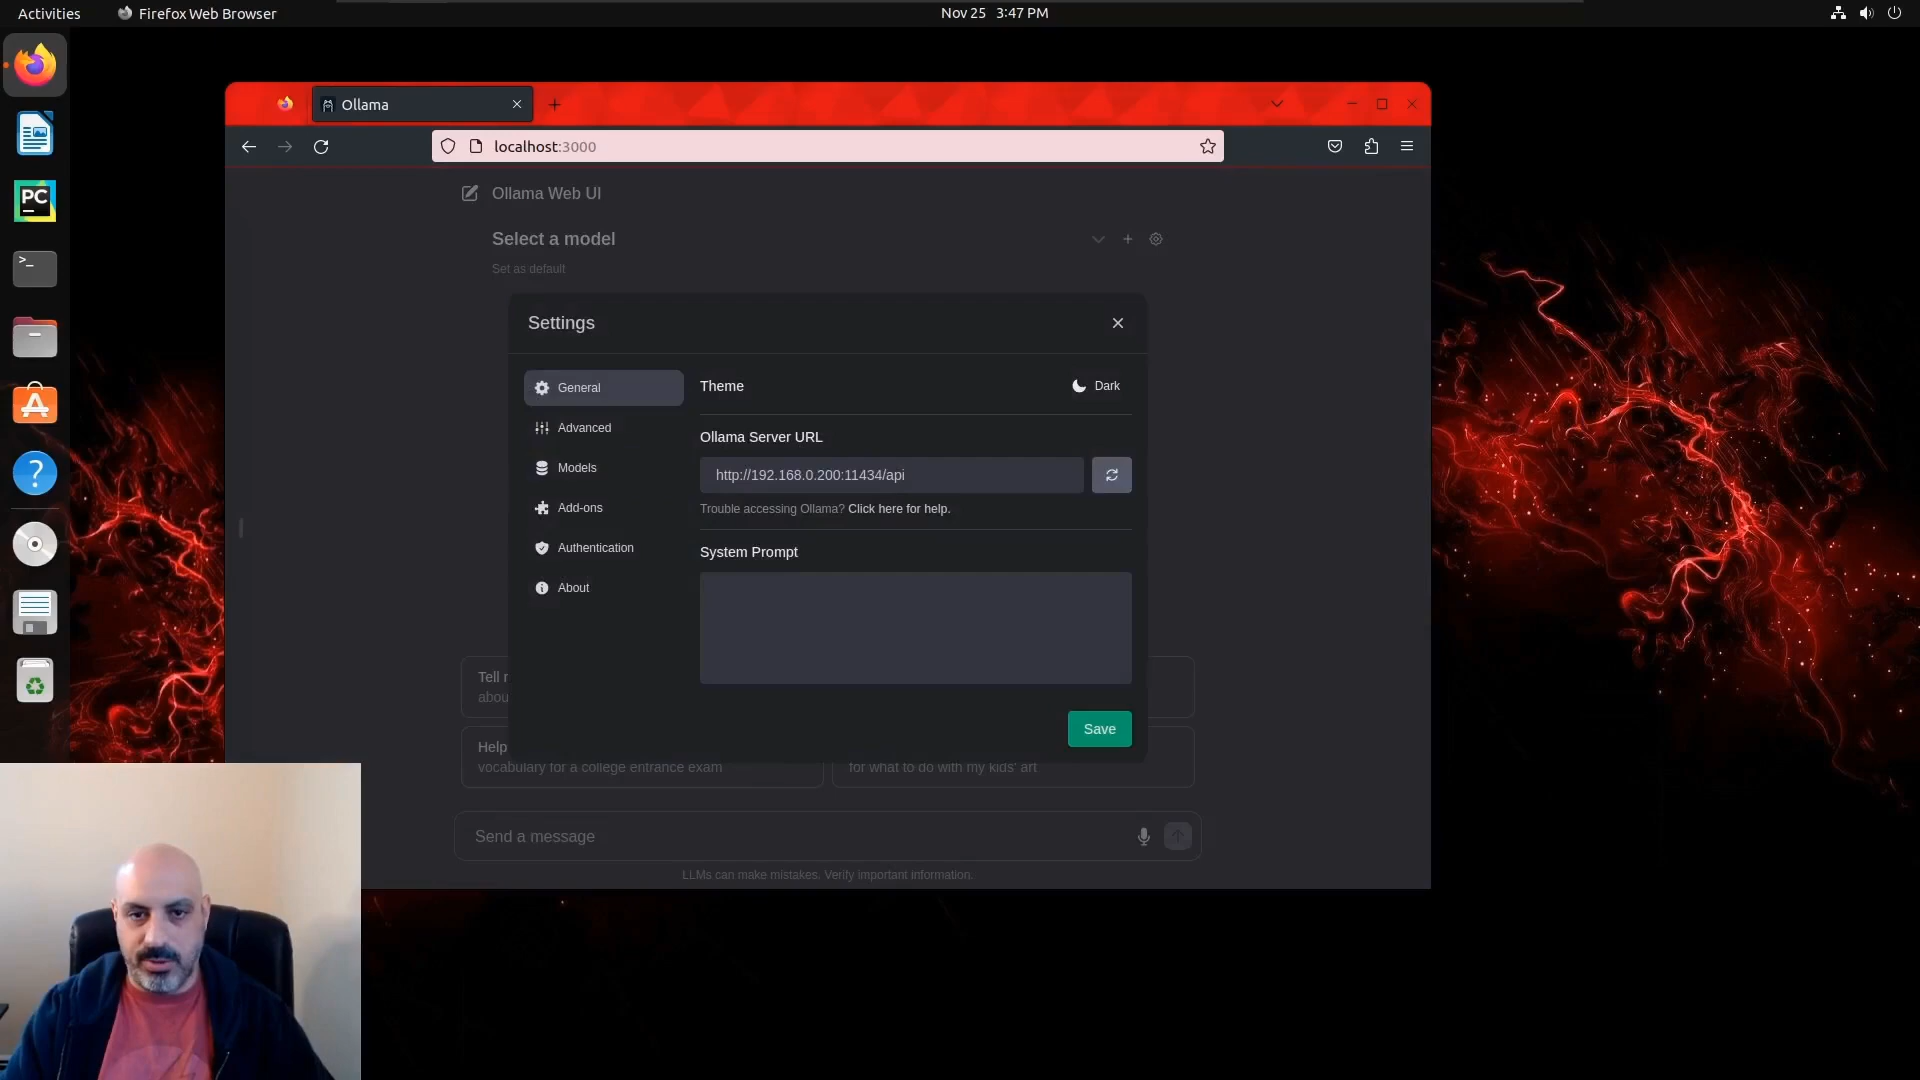 Activities
Firefox Web Browser
Nov 25 3:47 PM
Ollama
localhost:3000
Ollama Web UI
Select a model
Set as default
Settings
General
Advanced
Models
Add-ons
Authentication
About
Theme
Dark
Ollama Server URL
http://192.168.0.200:11434/api
Trouble accessing Ollama? Click here for help.
System Prompt
Save
Tell
abou
Help
vocabulary for a college entrance exam
for what to do with my kids' art
Send a message
LLMs can make mistakes. Verify important information.
PC
>_
?